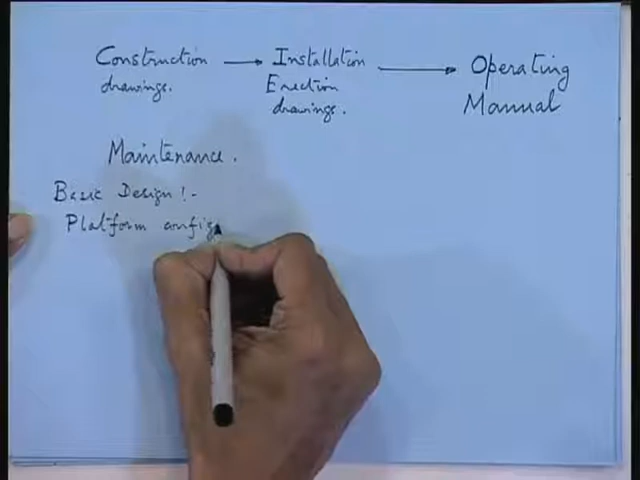 Construction → Installation → Operating
drawings. Erection Manual
drawings.
Maintenance.
Basic Design :-
Platform config